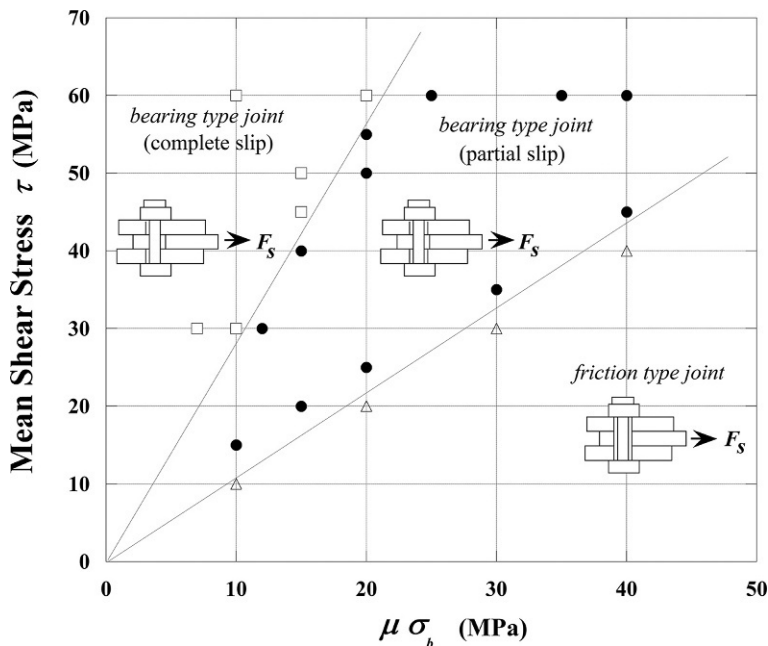 70
60
50
40
30
20
10
0
Mean Shear Stress τ (MPa)
bearing type joint
(complete slip)
bearing type joint
(partial slip)
Fs
Fs
friction type joint
Fs
0
10
20
30
40
50
μ σb (MPa)